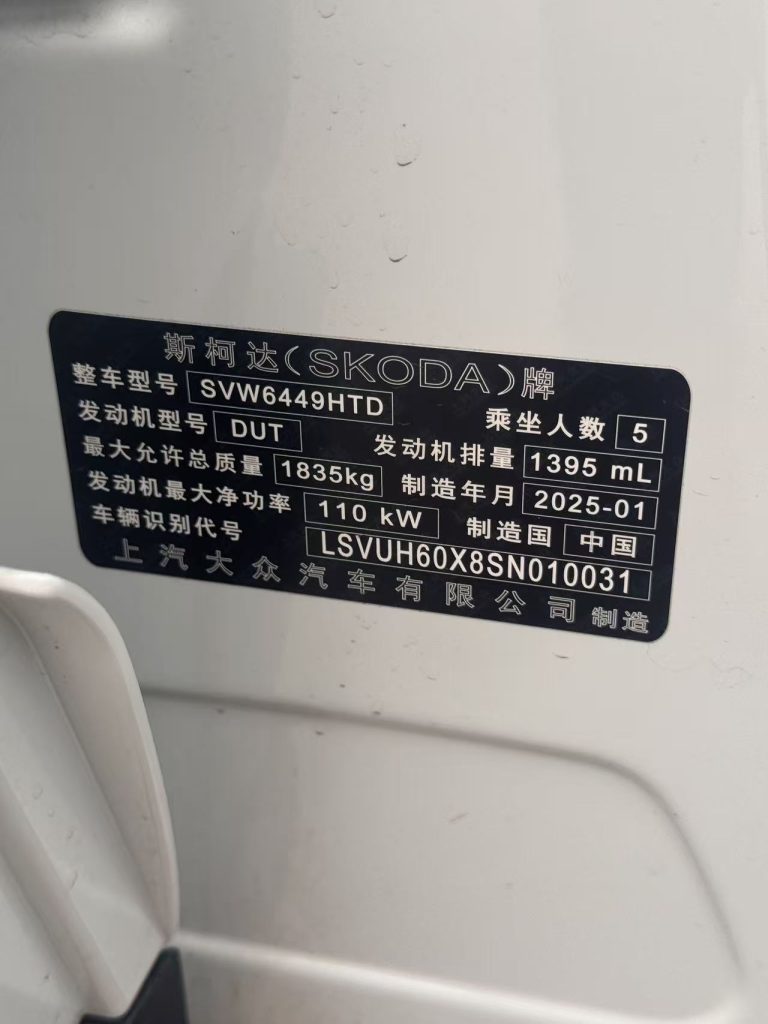 斯柯达(SKODA)牌
整车型号 SVW6449HTD 乘坐人数 5
发动机型号 DUT 发动机排量 1395 mL
最大允许总质量 1835kg 制造年月 2025-01
发动机最大净功率 110 kW 制造国 中国
车辆识别代号 LSVUH60X8SN010031
上汽大众汽车有限公司 制造